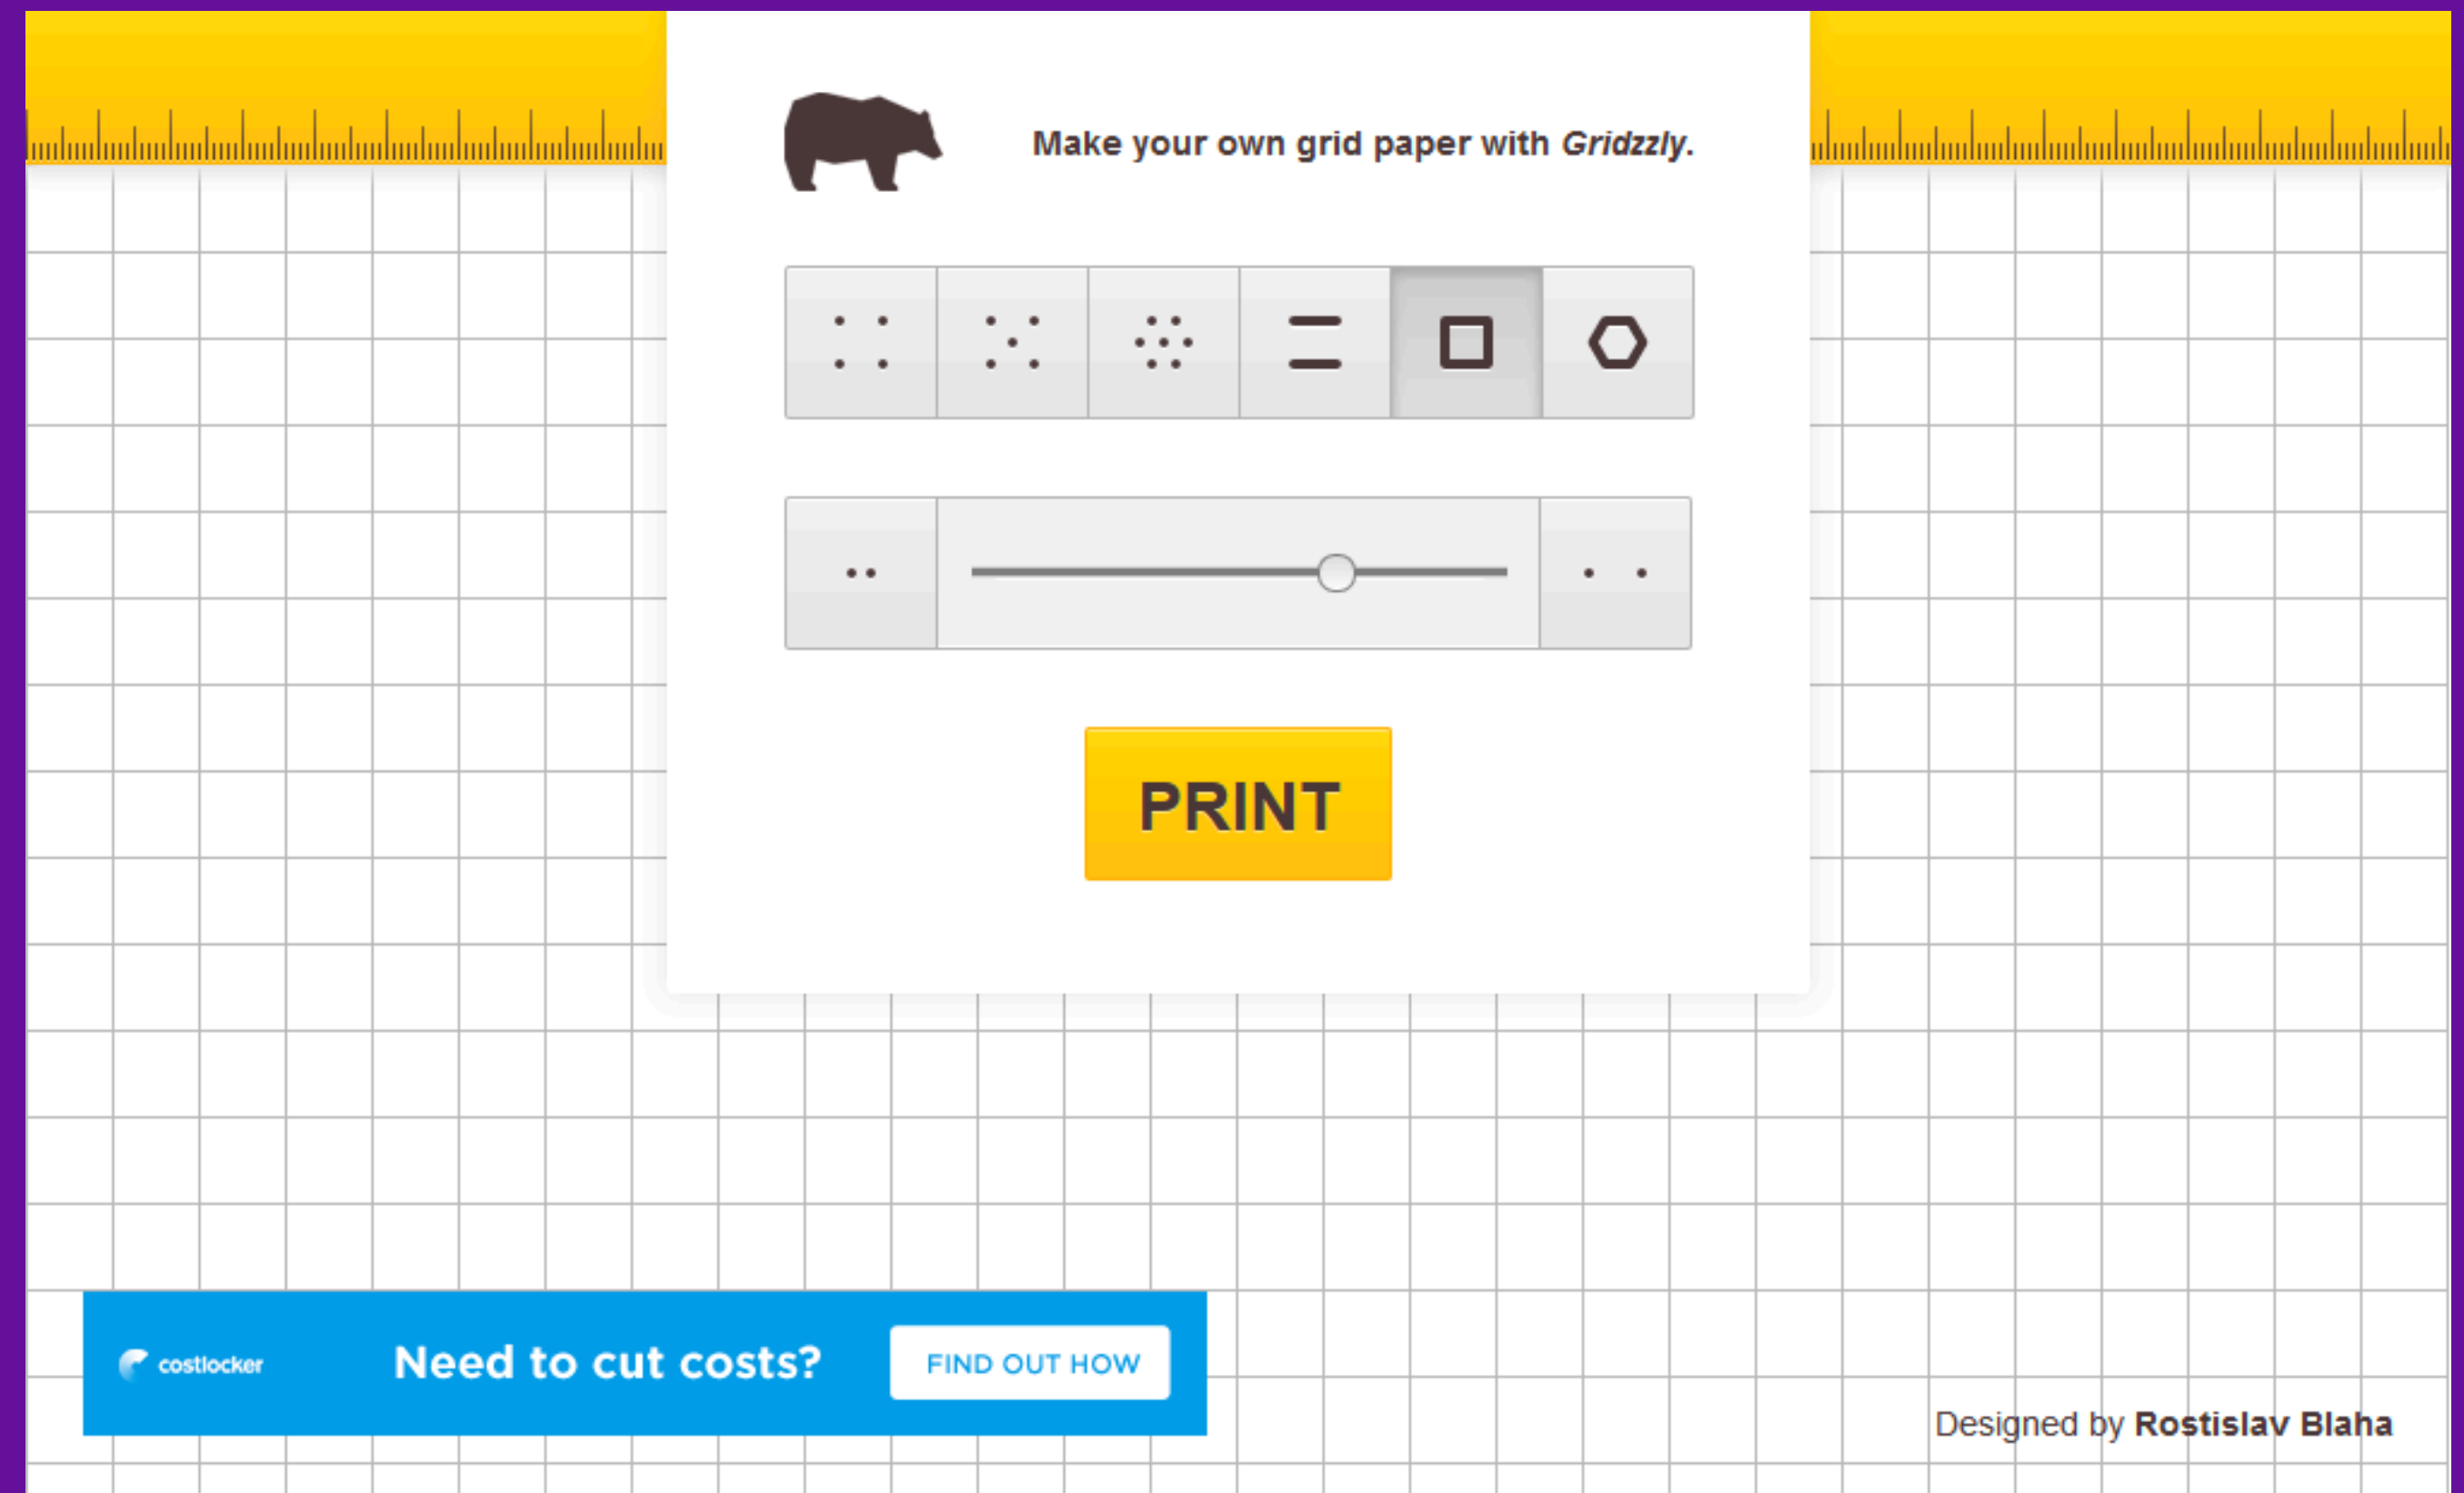 Make your own grid paper with Gridzzly.
PRINT
costlocker
Need to cut costs?
FIND OUT HOW
Designed by Rostislav Blaha